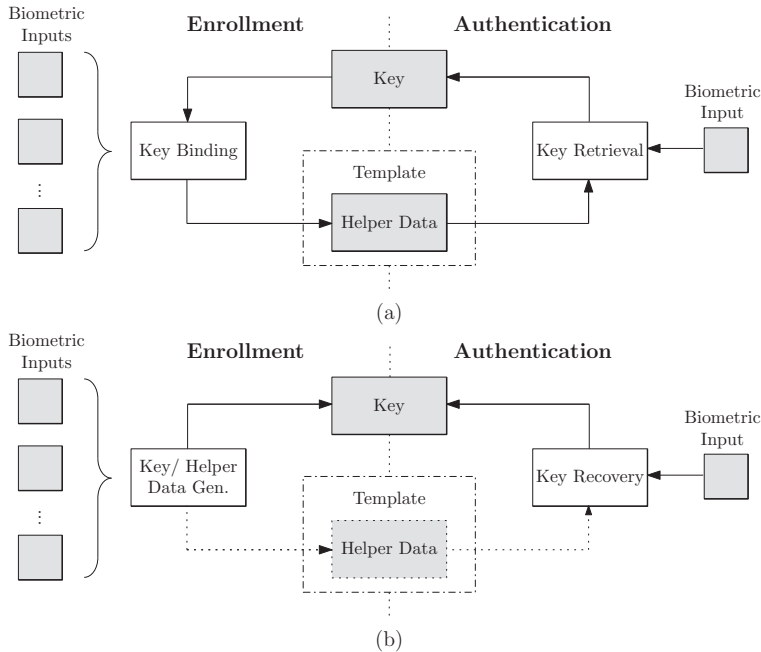 Biometric
Inputs
Enrollment
Authentication
Key
Biometric
Input
Key Binding
Key Retrieval
Template
⋮
Helper Data
(a)
Biometric
Inputs
Enrollment
Authentication
Key
Biometric
Input
Key/ Helper
Data Gen.
Key Recovery
Template
⋮
Helper Data
(b)